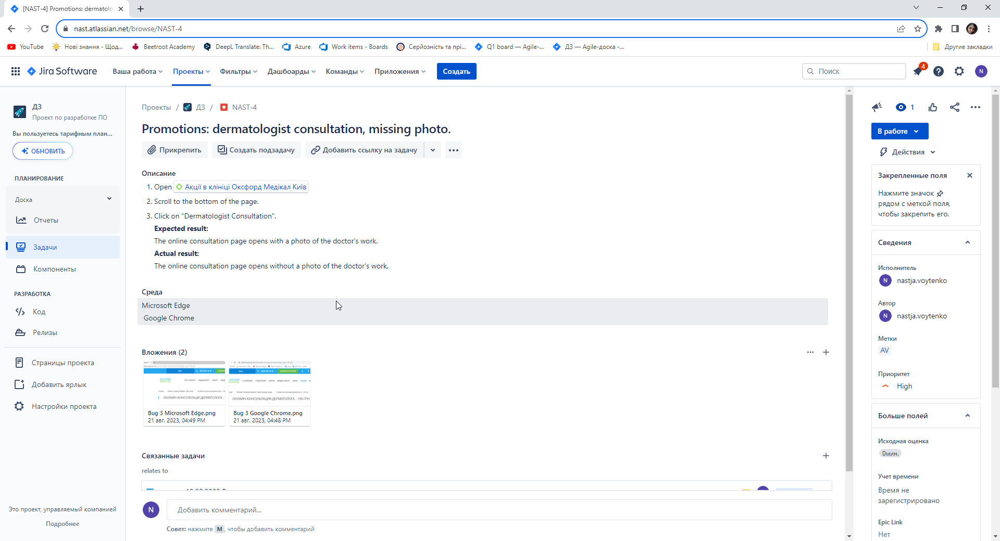 [NAST-4] Promotions: dermatolo
nast.atlassian.net/browse/NAST-4
YouTube
Нові знання - Щод...
Beetroot Academy
DeepL Translate: Th...
Azure
Work items - Boards
Серйозність та прі...
Q1 board — Agile-...
ДЗ — Agile-доска -...
Другие закладки
Jira Software
Ваша работа
Проекты
Фильтры
Дашбоарды
Команды
Приложения
Создать
Поиск
4
N
ДЗ
Проект по разработке ПО
Вы пользуетесь тарифным план...
ОБНОВИТЬ
ПЛАНИРОВАНИЕ
Доска
Отчеты
Задачи
Компоненты
РАЗРАБОТКА
Код
Релизы
Страницы проекта
Добавить ярлык
Настройки проекта
Это проект, управляемый компанией
Подробнее
Проекты / ДЗ / NAST-4
Promotions: dermatologist consultation, missing photo.
Прикрепить
Создать подзадачу
Добавить ссылку на задачу
Описание
1. Open Акції в клініці Оксфорд Медікал Київ
2. Scroll to the bottom of the page.
3. Click on "Dermatologist Consultation".
Expected result:
The online consultation page opens with a photo of the doctor's work.
Actual result:
The online consultation page opens without a photo of the doctor's work.
Среда
Microsoft Edge
Google Chrome
Вложения (2)
OXFORD MEDICAL
ОНЛАЙН-КОНСУЛЬТАЦІЯ ДЕРМАТОЛОГА -
Bug 3 Microsoft Edge.png
21 авг. 2023, 04:49 PM
ОНЛАЙН-КОНСУЛЬТАЦИЯ ДЕРМАТОЛОГА - 100 ГРН
Bug 3 Google Chrome.png
21 авг. 2023, 04:48 PM
Связанные задачи
relates to
N
Добавить комментарий...
Совет: нажмите M, чтобы добавить комментарий
1
В работе
Действия
Закрепленные поля
Нажмите значок
рядом с меткой поля,
чтобы закрепить его.
Сведения
Исполнитель
N nastja.voytenko
Автор
N nastja.voytenko
Метки
AV
Приоритет
High
Больше полей
Исходная оценка
0мин.
Учет времени
Время не
зарегистрировано
Epic Link
Нет